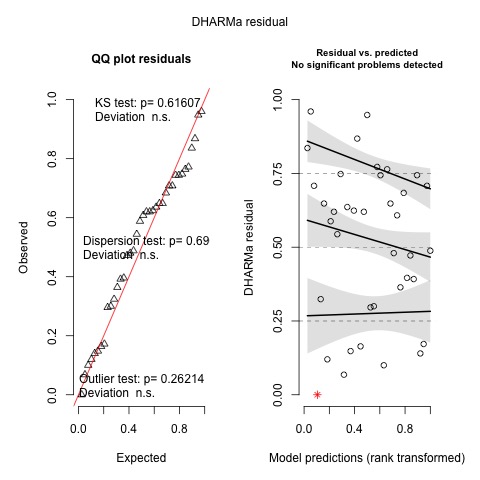 DHARMa residual
QQ plot residuals
KS test: p= 0.61607
Deviation n.s.
Dispersion test: p= 0.69
Deviation n.s.
Outlier test: p= 0.26214
Deviation n.s.
Observed
0.0 0.2 0.4 0.6 0.8 1.0
0.0 0.4 0.8
Expected
Residual vs. predicted
No significant problems detected
DHARMa residual
0.00 0.25 0.50 0.75 1.00
0.0 0.4 0.8
Model predictions (rank transformed)